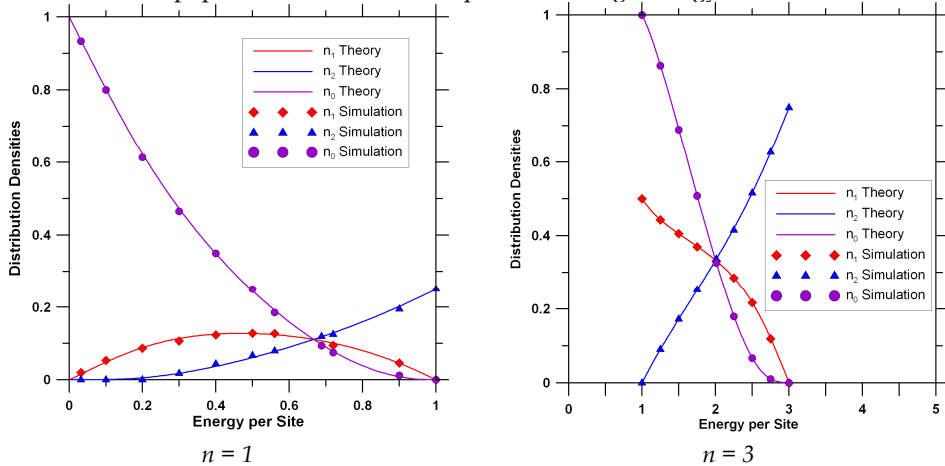 1
0.8
0.6
0.4
0.2
0
Distribution Densities
n1 Theory
n2 Theory
n0 Theory
n1 Simulation
n2 Simulation
n0 Simulation
0 0.2 0.4 0.6 0.8 1
Energy per Site
n = 1
1
0.8
0.6
0.4
0.2
0
Distribution Densities
n1 Theory
n2 Theory
n0 Theory
n1 Simulation
n2 Simulation
n0 Simulation
0 1 2 3 4 5
Energy per Site
n = 3